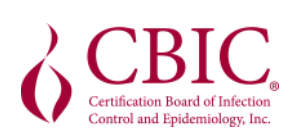 CBIC®
Certification Board of Infection
Control and Epidemiology, Inc.